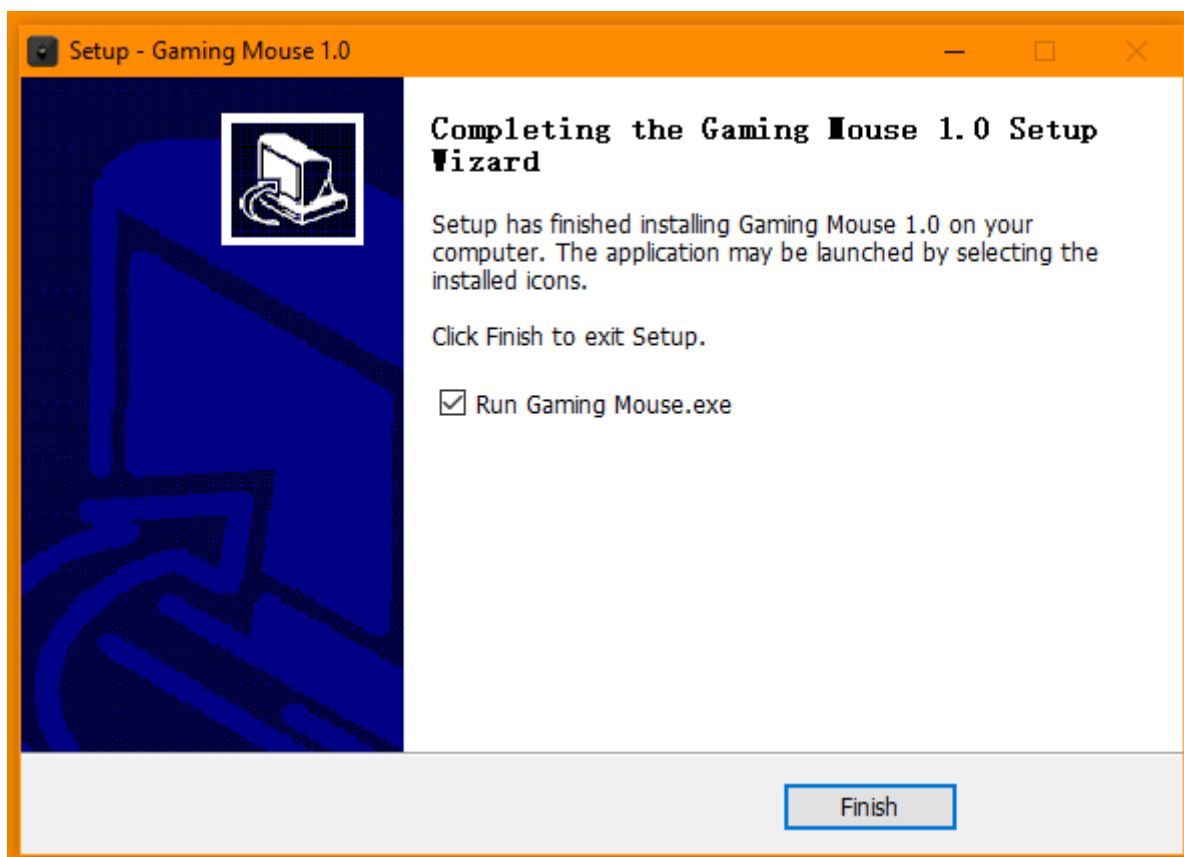 Setup - Gaming Mouse 1.0
Completing the Gaming Mouse 1.0 Setup
Wizard
Setup has finished installing Gaming Mouse 1.0 on your
computer. The application may be launched by selecting the
installed icons.
Click Finish to exit Setup.
Run Gaming Mouse.exe
Finish